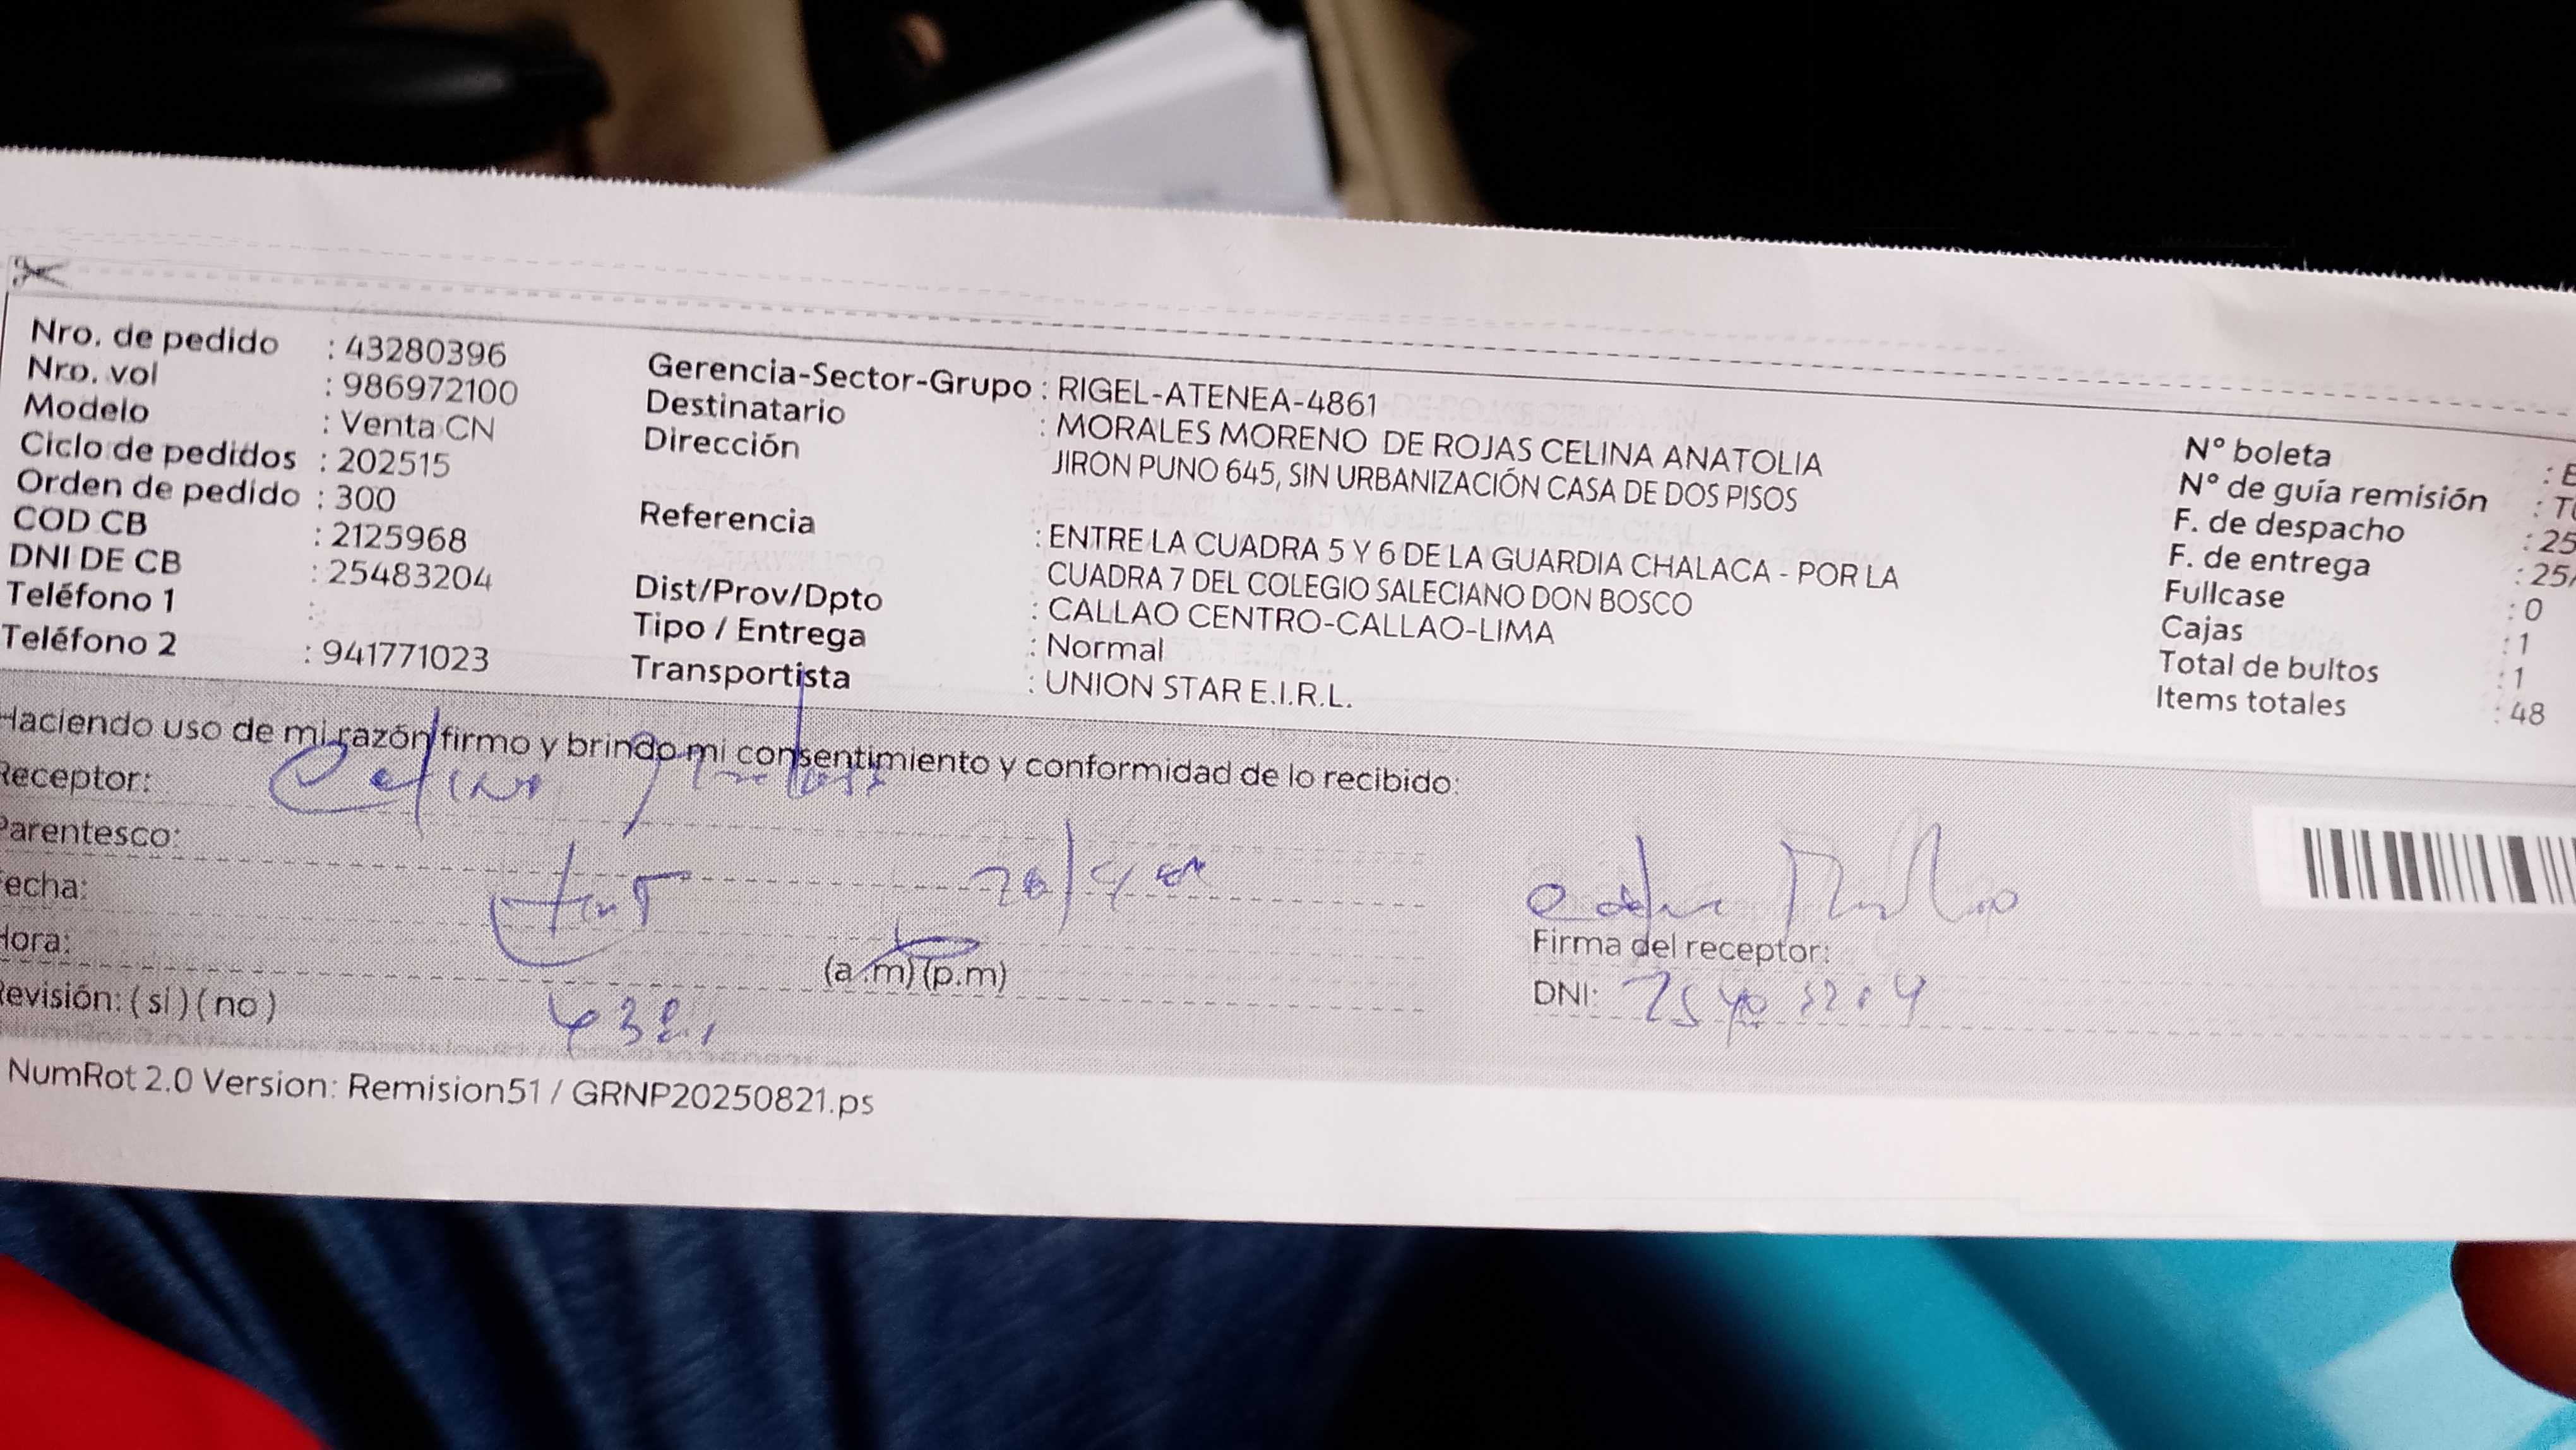 Nro. de pedido : 43280396
Nro. vol : 986972100
Modelo : Venta CN
Ciclo de pedidos : 202515
Orden de pedido : 300
COD CB : 2125968
DNI DE CB : 25483204
Teléfono 1 :
Teléfono 2 : 941771023
Gerencia-Sector-Grupo : RIGEL-ATENEA-4861
Destinatario : MORALES MORENO DE ROJAS CELINA ANATOLIA
Dirección JIRON PUNO 645, SIN URBANIZACIÓN CASA DE DOS PISOS
Referencia : ENTRE LA CUADRA 5 Y 6 DE LA GUARDIA CHALACA - POR LA
CUADRA 7 DEL COLEGIO SALECIANO DON BOSCO
Dist/Prov/Dpto : CALLAO CENTRO-CALLAO-LIMA
Tipo / Entrega : Normal
Transportista : UNION STAR E.I.R.L.
N° boleta :
N° de guía remisión :
F. de despacho : 25
F. de entrega : 25/
Fullcase : 0
Cajas : 1
Total de bultos : 1
Items totales : 48
Haciendo uso de mi razón firmo y brindo mi consentimiento y conformidad de lo recibido:
Receptor:
Parentesco:
Fecha:
Hora: (a.m) (p.m)
Revisión: ( sí ) ( no )
Firma del receptor:
DNI:
NumRot 2.0 Version: Remision51 / GRNP20250821.ps